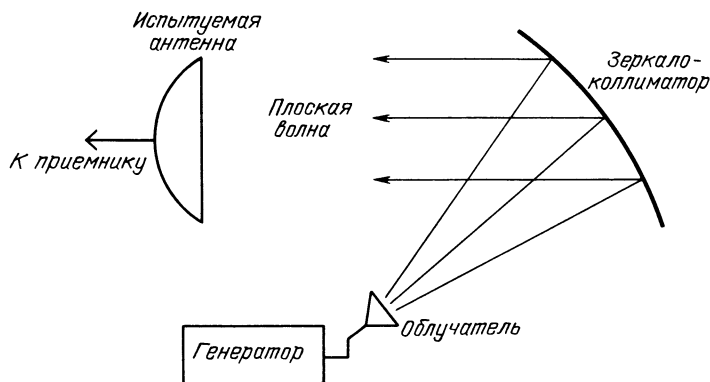 Испытуемая
антенна
Зеркало-
коллиматор
Плоская
волна
К приемнику
Облучатель
Генератор